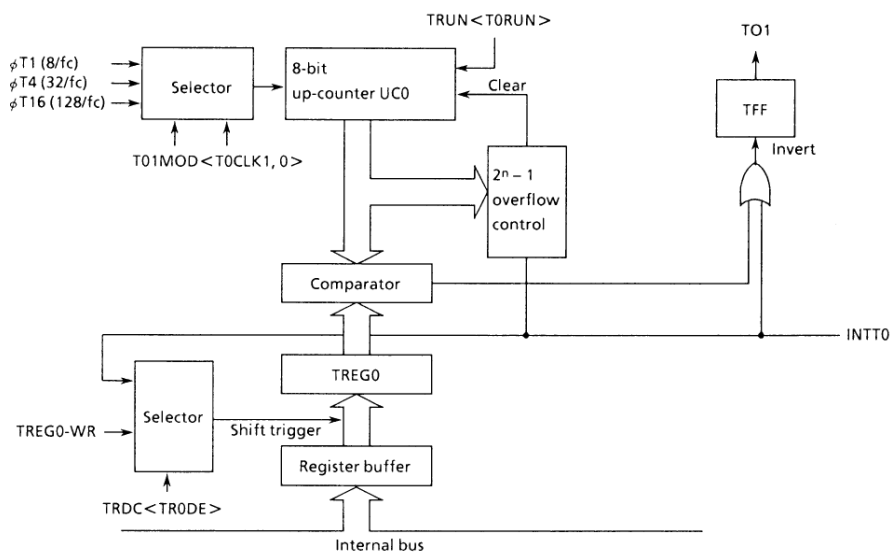 TRUN<T0RUN>
TO1
ϕT1 (8/fc)
ϕT4 (32/fc)
ϕT16 (128/fc)
Selector
8-bit
up-counter UC0
Clear
TFF
Invert
T01MOD<T0CLK1, 0>
2ⁿ – 1
overflow
control
Comparator
INTT0
TREG0
Selector
TREG0-WR
Shift trigger
Register buffer
TRDC<TR0DE>
Internal bus